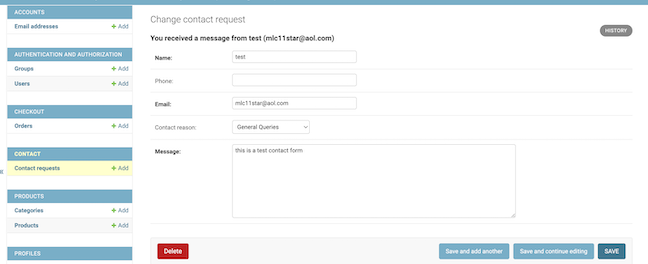 ACCOUNTS
Email addresses + Add
AUTHENTICATION AND AUTHORIZATION
Groups + Add
Users + Add
CHECKOUT
Orders + Add
CONTACT
Contact requests + Add
PRODUCTS
Categories + Add
Products + Add
PROFILES
Change contact request
HISTORY
You received a message from test (mlc11star@aol.com)
Name: test
Phone:
Email: mlc11star@aol.com
Contact reason: General Queries
Message: this is a test contact form
Delete
Save and add another
Save and continue editing
SAVE